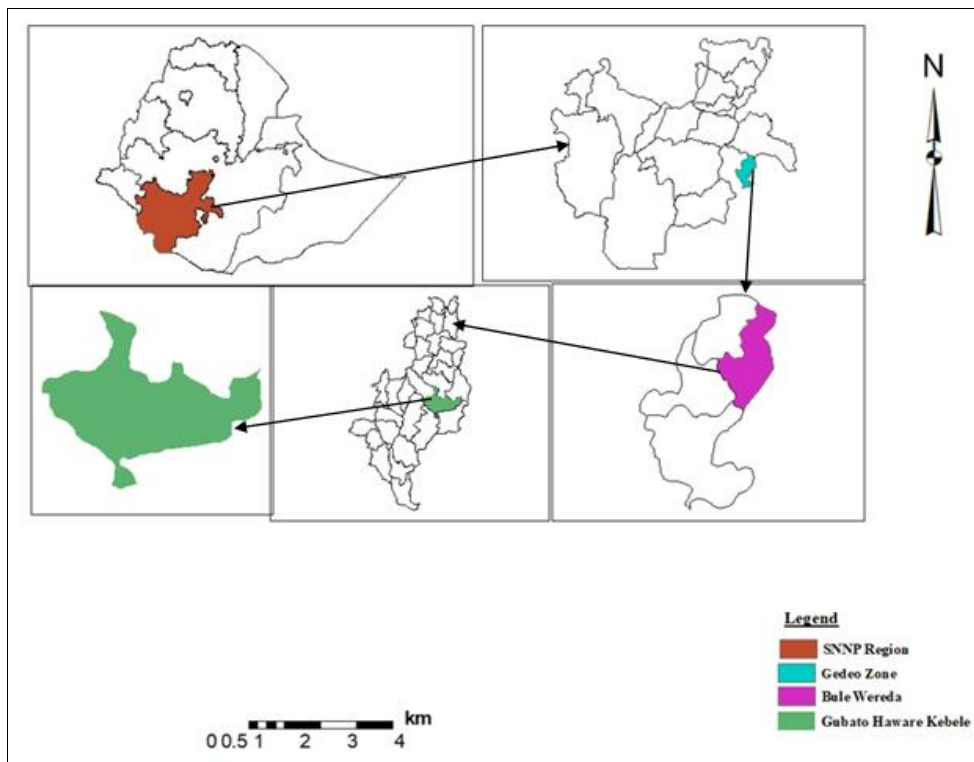 N
Legend
SNNP Region
Gedeo Zone
Bule Wereda
Gubato Haware Kebele
km
0 0.5 1 2 3 4